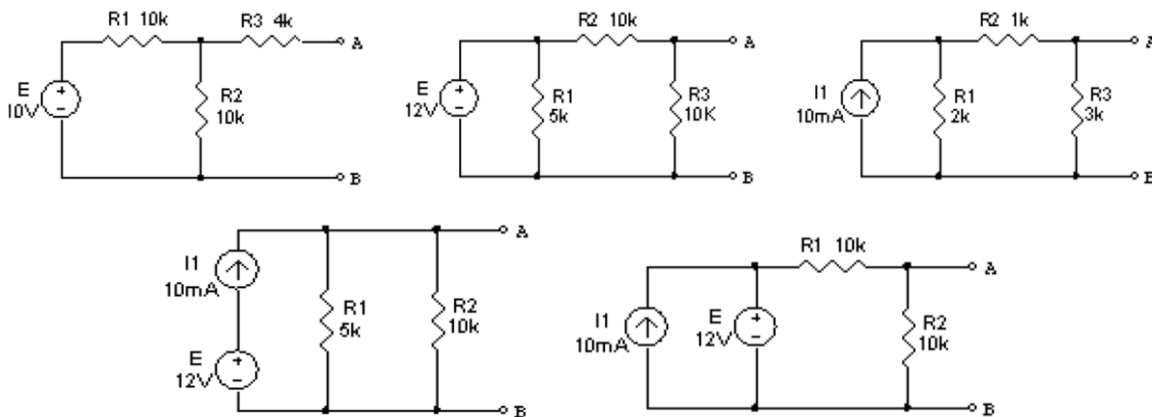 R1 10k
R3 4k
A
E
10V
R2
10k
B
R2 10k
A
E
12V
R1
5k
R3
10K
B
R2 1k
A
I1
10mA
R1
2k
R3
3k
B
A
I1
10mA
R1
5k
R2
10k
E
12V
B
R1 10k
A
I1
10mA
E
12V
R2
10k
B